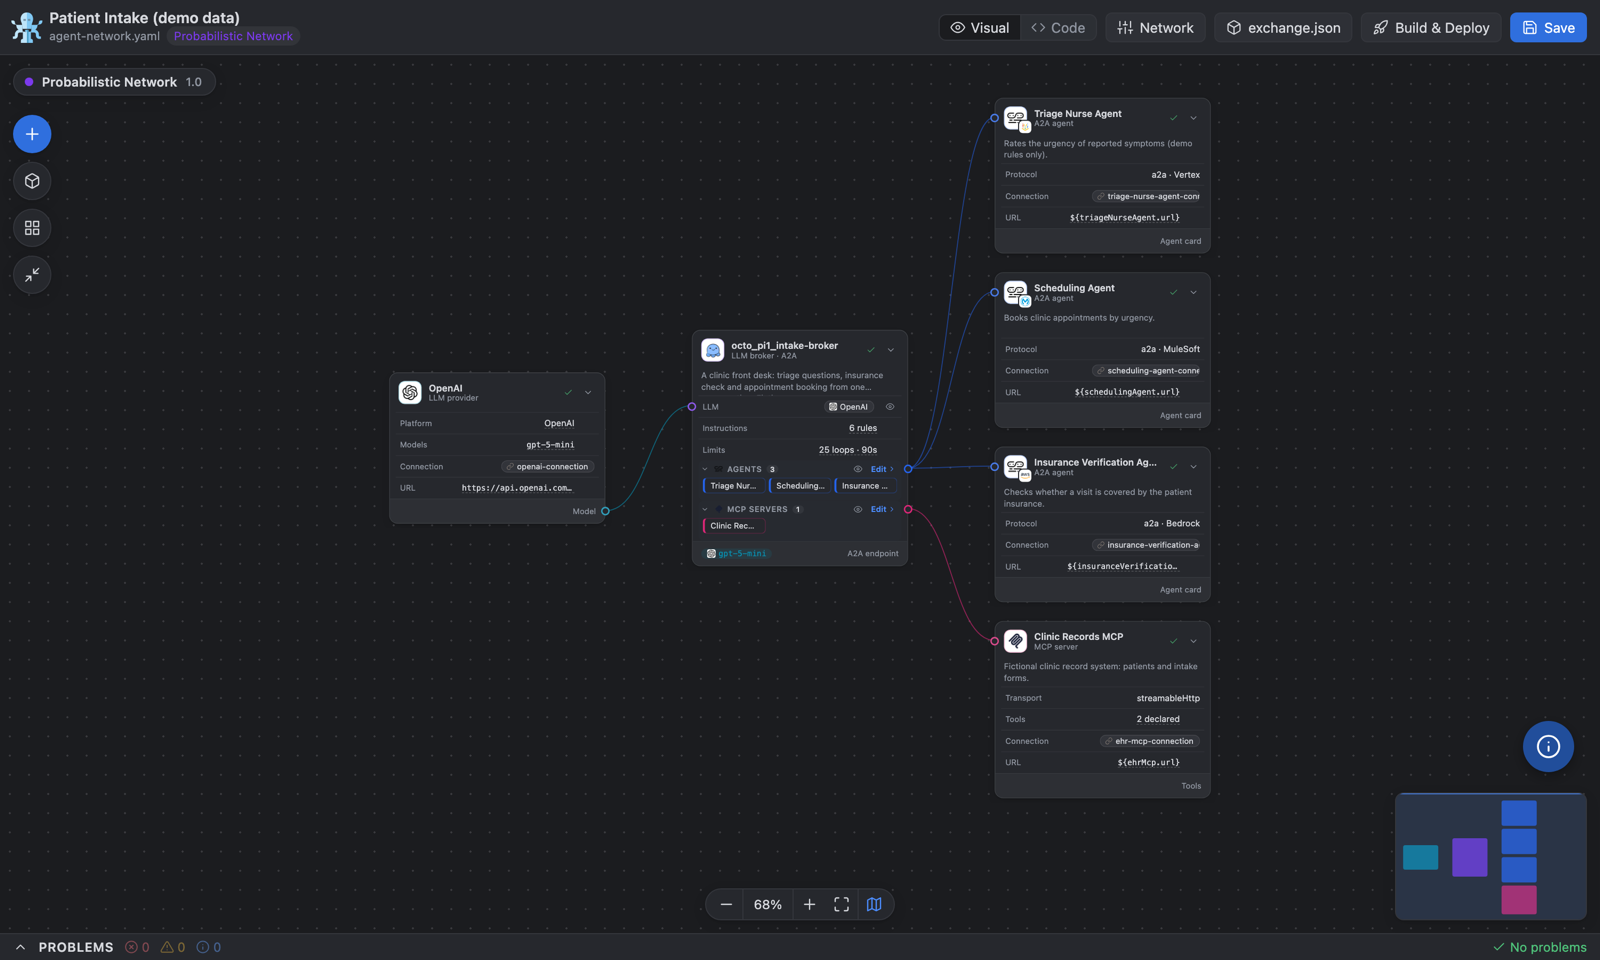 Patient Intake (demo data)
agent-network.yaml Probabilistic Network
Visual
Code
Network
exchange.json
Build & Deploy
Save
Probabilistic Network 1.0
OpenAI
LLM provider
Platform OpenAI
Models gpt-5-mini
Connection openai-connection
URL https://api.openai.com...
Model
octo_pi1_intake-broker
LLM broker · A2A
A clinic front desk: triage questions, insurance
check and appointment booking from one...
LLM OpenAI
Instructions 6 rules
Limits 25 loops · 90s
AGENTS 3 Edit
Triage Nur... Scheduling... Insurance ...
MCP SERVERS 1 Edit
Clinic Rec...
gpt-5-mini A2A endpoint
Triage Nurse Agent
A2A agent
Rates the urgency of reported symptoms (demo
rules only).
Protocol a2a · Vertex
Connection triage-nurse-agent-conn
URL ${triageNurseAgent.url}
Agent card
Scheduling Agent
A2A agent
Books clinic appointments by urgency.
Protocol a2a · MuleSoft
Connection scheduling-agent-conne
URL ${schedulingAgent.url}
Agent card
Insurance Verification Ag...
A2A agent
Checks whether a visit is covered by the patient
insurance.
Protocol a2a · Bedrock
Connection insurance-verification-a
URL ${insuranceVerificatio...
Agent card
Clinic Records MCP
MCP server
Fictional clinic record system: patients and intake
forms.
Transport streamableHttp
Tools 2 declared
Connection ehr-mcp-connection
URL ${ehrMcp.url}
Tools
68%
PROBLEMS 0 0 0
No problems